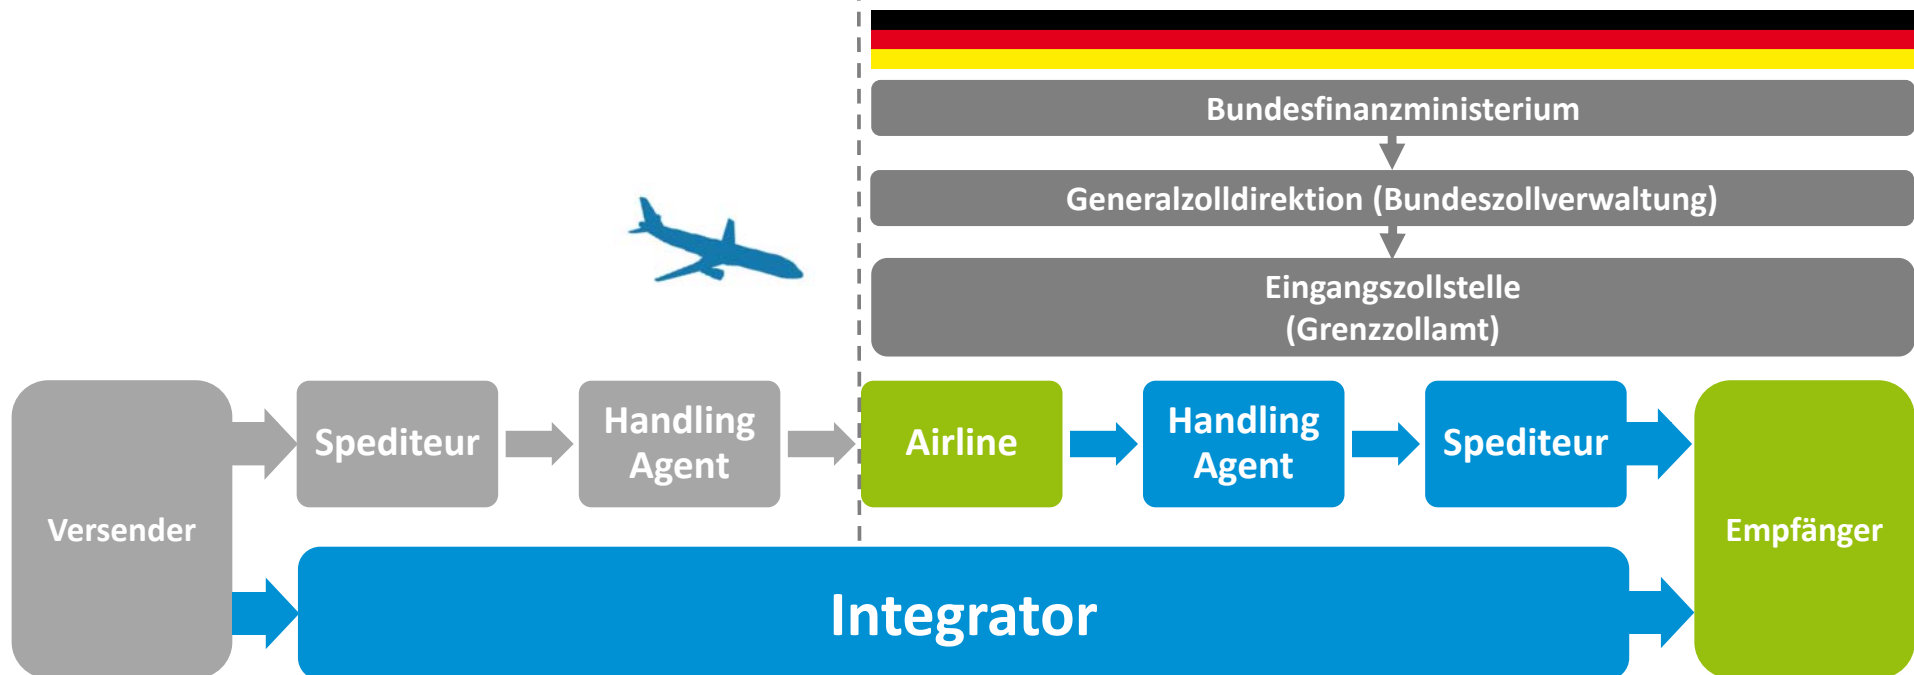 Bundesfinanzministerium
Generalzolldirektion (Bundeszollverwaltung)
Eingangszollstelle
(Grenzzollamt)
Versender
Spediteur
Handling
Agent
Airline
Handling
Agent
Spediteur
Empfänger
Integrator